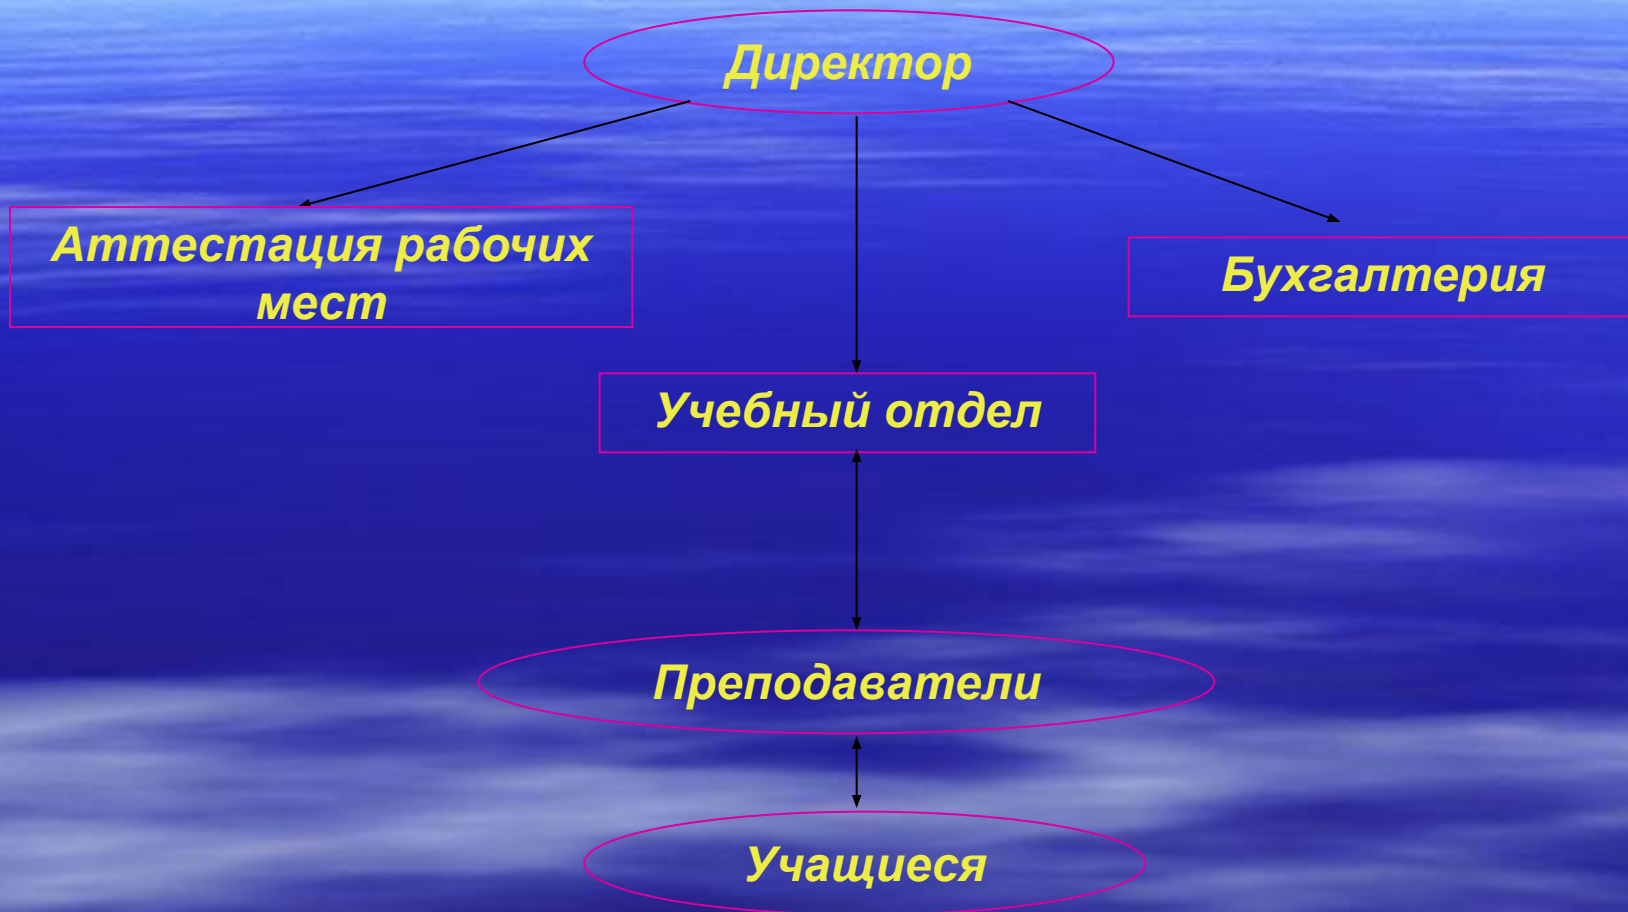 Директор
Аттестация рабочих
мест
Бухгалтерия
Учебный отдел
Преподаватели
Учащиеся